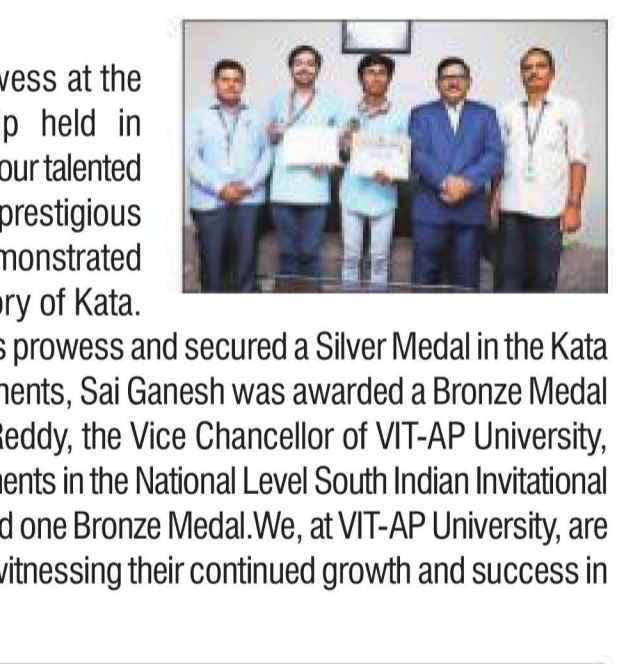 wess at the
p held in
our talented
prestigious
monstrated
ory of Kata.
s prowess and secured a Silver Medal in the Kata
nents, Sai Ganesh was awarded a Bronze Medal
Reddy, the Vice Chancellor of VIT-AP University,
ents in the National Level South Indian Invitational
d one Bronze Medal.We, at VIT-AP University, are
witnessing their continued growth and success in